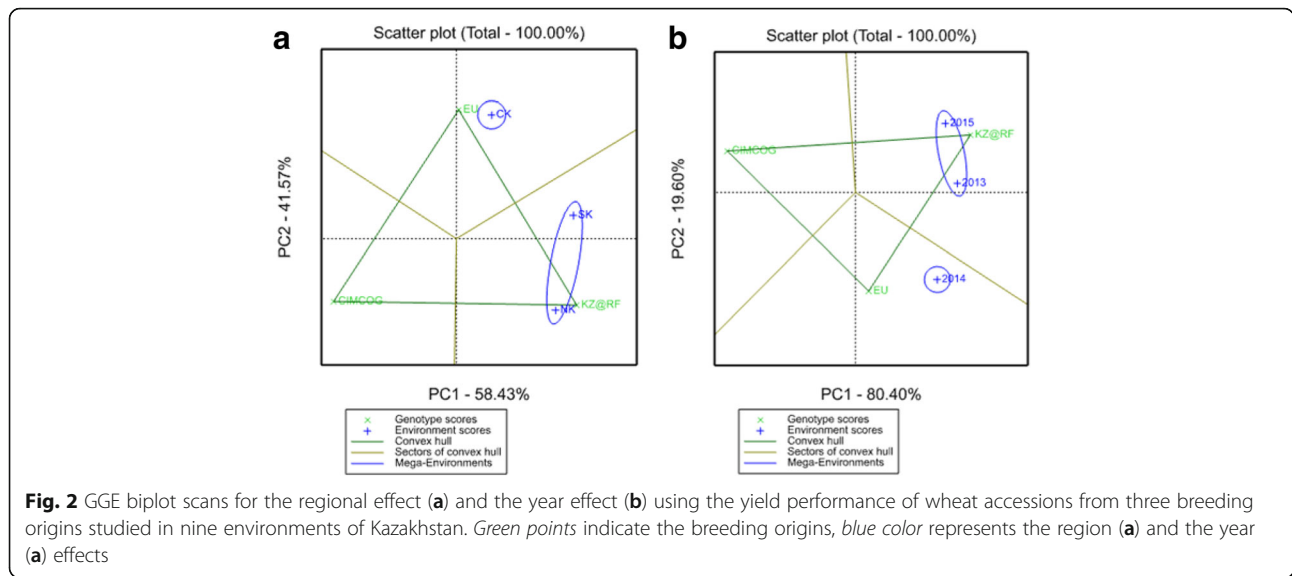 a
Scatter plot (Total - 100.00%)
PC2 - 41.57%
EU
CK
SK
CIMCOG
KZ@RF
NK
PC1 - 58.43%
Genotype scores
Environment scores
Convex hull
Sectors of convex hull
Mega-Environments
b
Scatter plot (Total - 100.00%)
PC2 - 19.60%
2015
KZ@RF
CIMCOG
2013
2014
EU
PC1 - 80.40%
Genotype scores
Environment scores
Convex hull
Sectors of convex hull
Mega-Environments
Fig. 2 GGE biplot scans for the regional effect (a) and the year effect (b) using the yield performance of wheat accessions from three breeding
origins studied in nine environments of Kazakhstan. Green points indicate the breeding origins, blue color represents the region (a) and the year
(a) effects